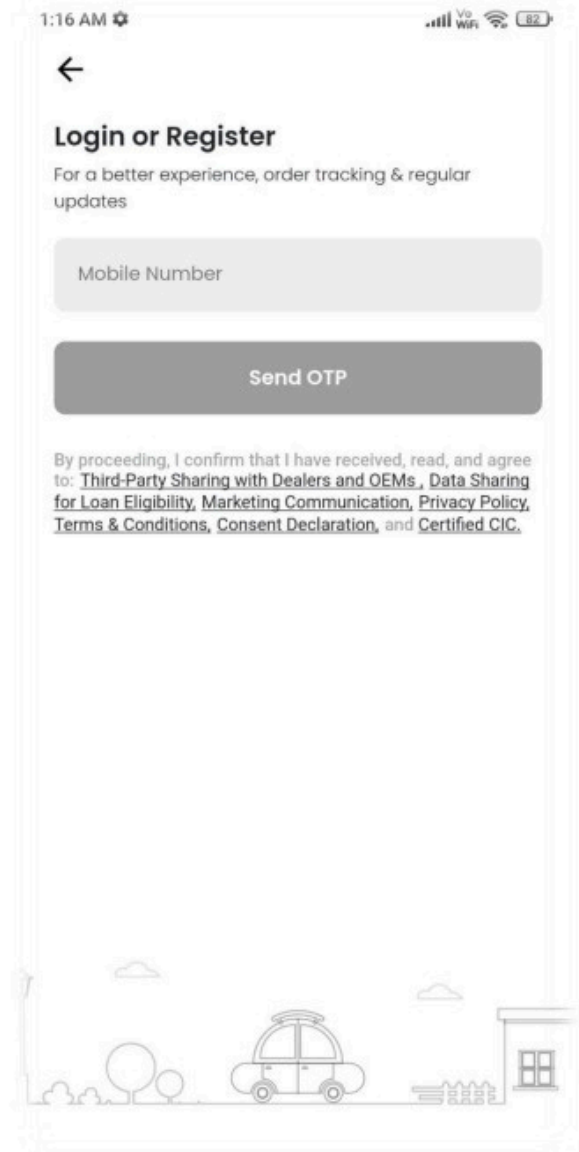 1:16 AM
Vo
WiFi
82
Login or Register
For a better experience, order tracking & regular
updates
Mobile Number
Send OTP
By proceeding, I confirm that I have received, read, and agree
to: Third-Party Sharing with Dealers and OEMs , Data Sharing
for Loan Eligibility, Marketing Communication, Privacy Policy,
Terms & Conditions, Consent Declaration, and Certified CIC.